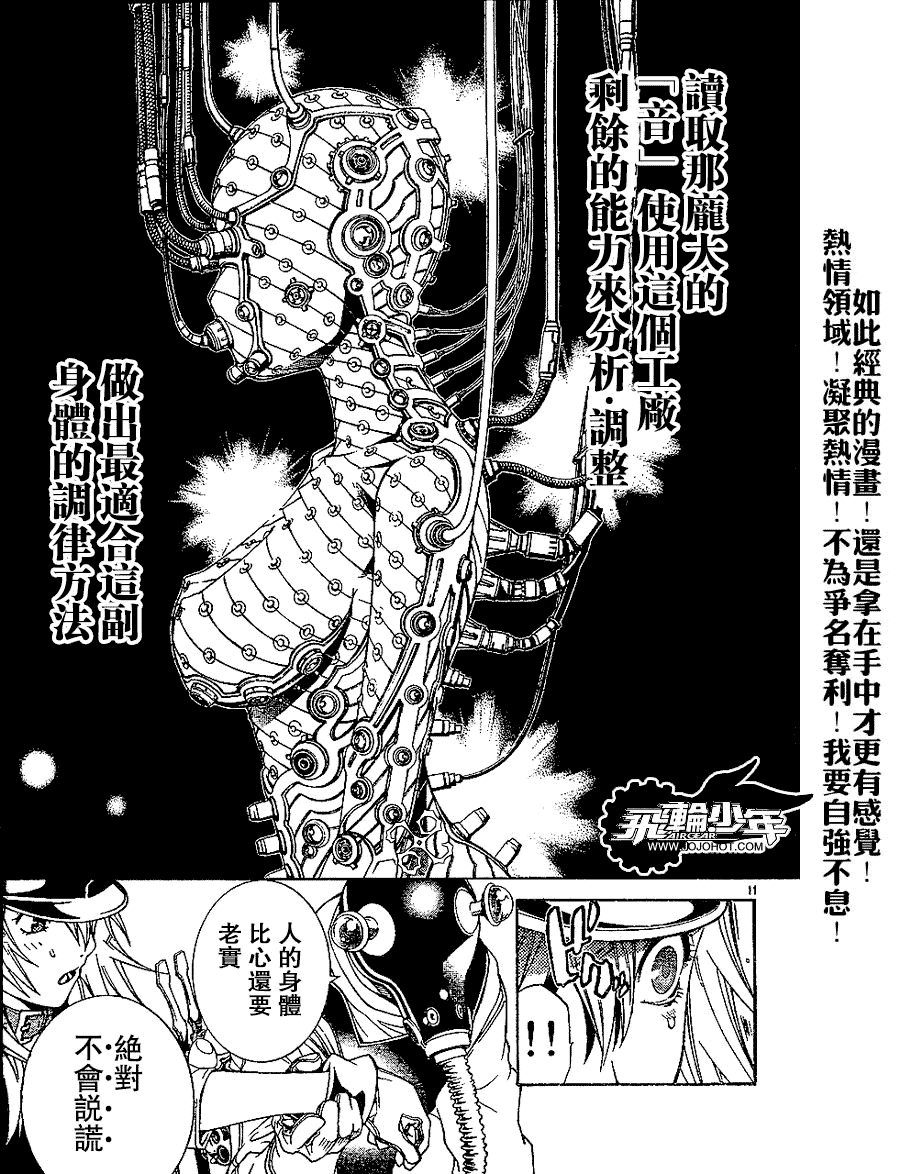 讀取那龐大的
「音」使用這個工廠
剩餘的能力來分析·調整
做出最適合這副
身體的調律方法
如此經典的漫畫！還是拿在手中才更有感覺！
熱情領域！凝聚熱情！不為爭名奪利！我要自強不息！
飛輪少年
AIRGEAR
WWW.JOJOHOT.COM
11
!!
人的身體
比心還要
老實
絕對
不會説謊